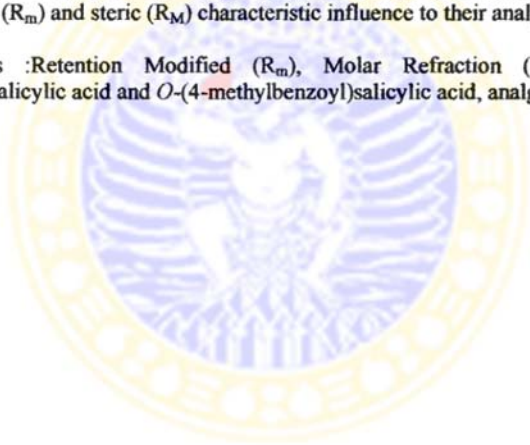 (Rₘ) and steric (R_M) characteristic influence to their anal
s :Retention Modified (Rₘ), Molar Refraction (
alicylic acid and O-(4-methylbenzoyl)salicylic acid, analg